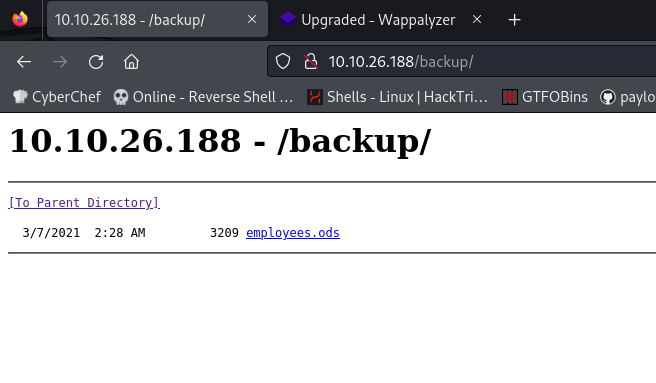 10.10.26.188 - /backup/ Upgraded - Wappalyzer
10.10.26.188/backup/
CyberChef Online - Reverse Shell ... Shells - Linux | HackTri... GTFOBins paylo
10.10.26.188 - /backup/
[To Parent Directory]
3/7/2021 2:28 AM 3209 employees.ods